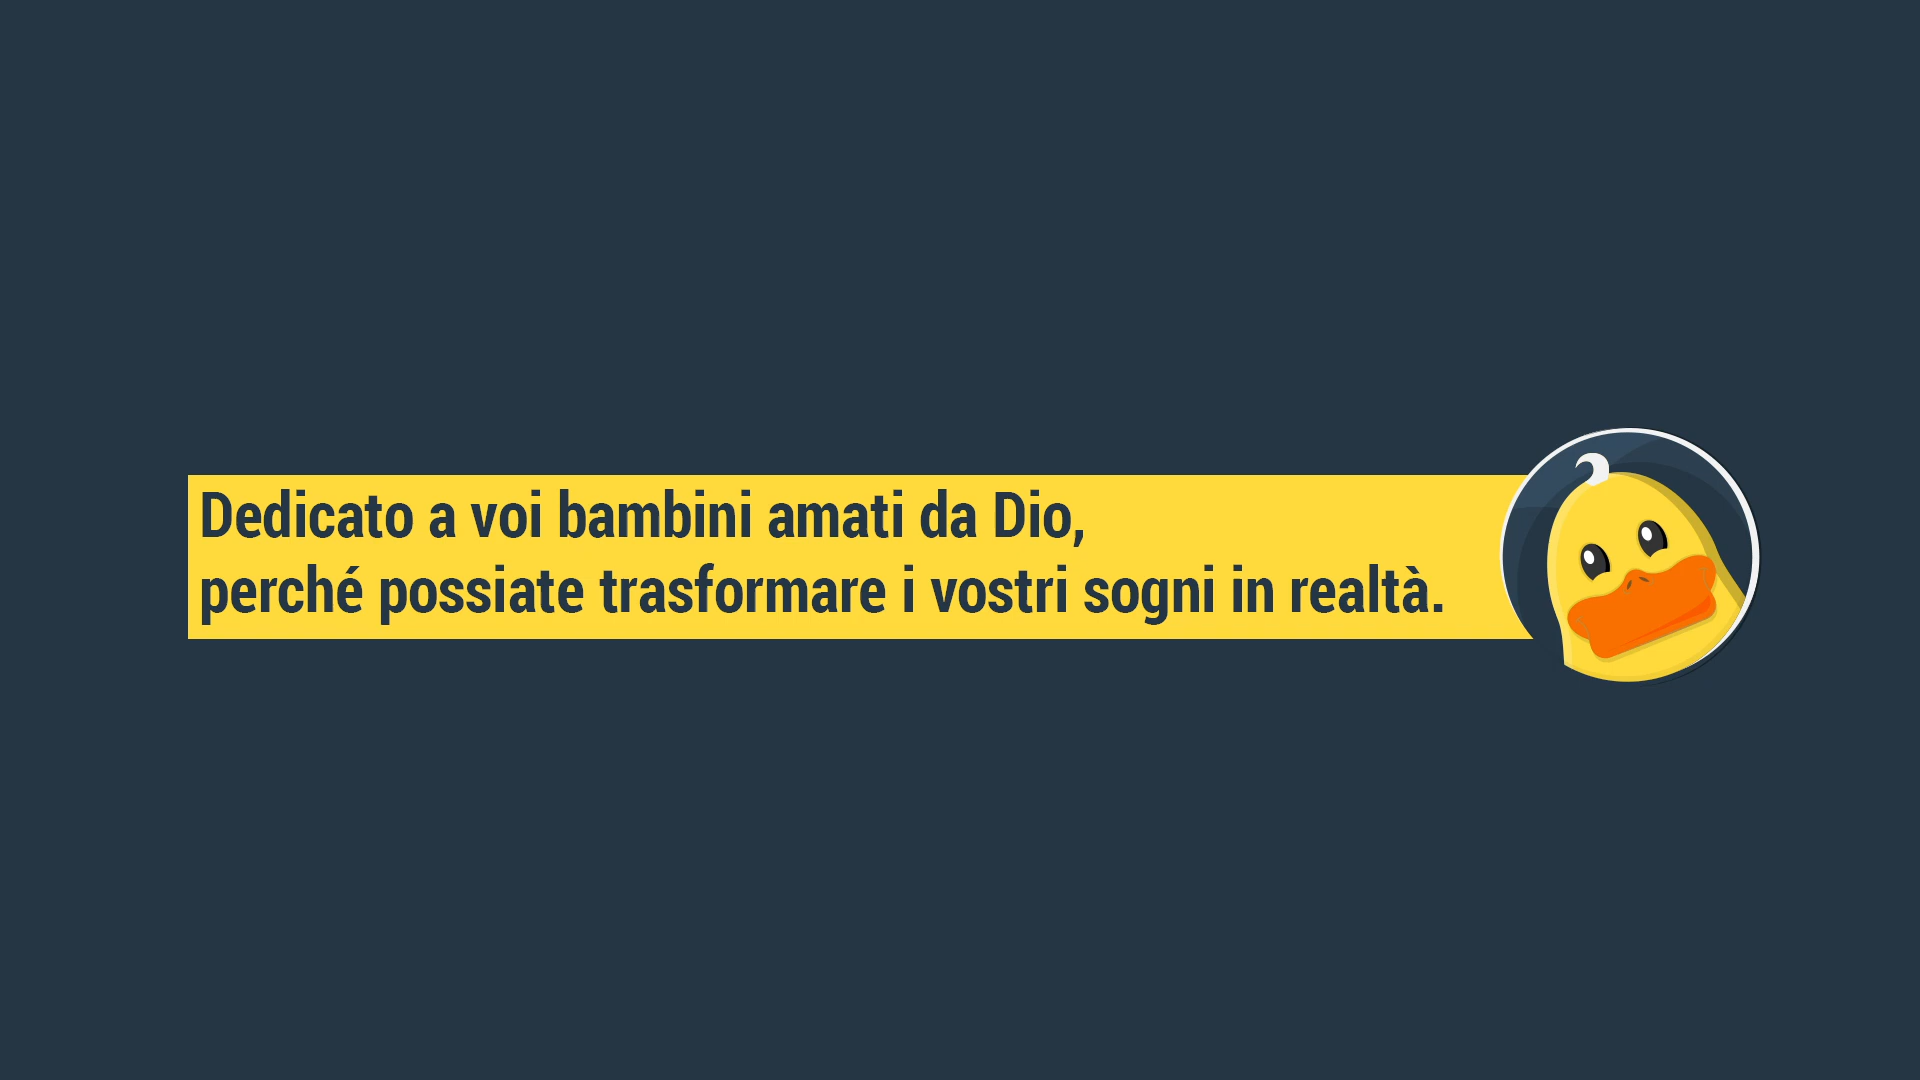 Dedicato a voi bambini amati da Dio,
perché possiate trasformare i vostri sogni in realtà.